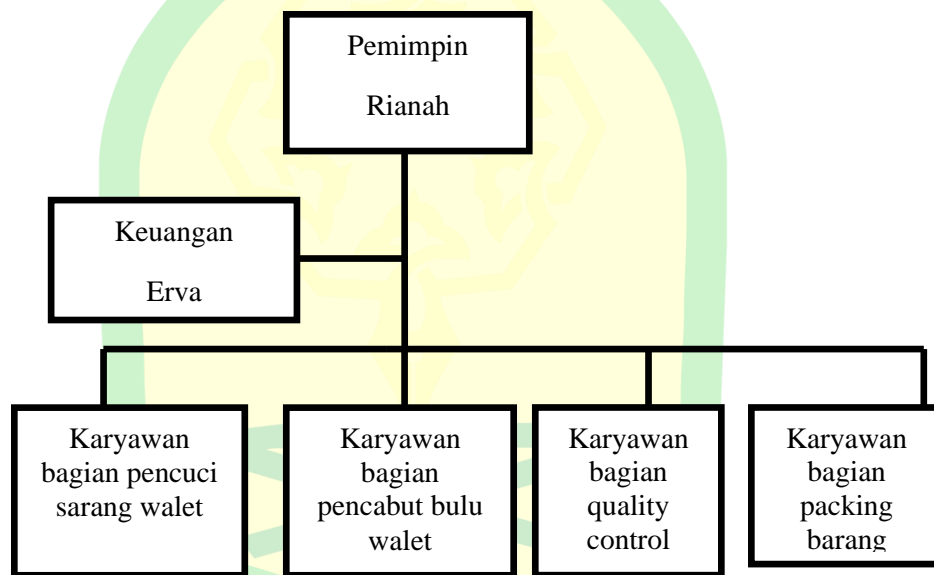 Pemimpin
Rianah
Keuangan
Erva
Karyawan
bagian pencuci
sarang walet
Karyawan
bagian
pencabut bulu
walet
Karyawan
bagian
quality
control
Karyawan
bagian
packing
barang